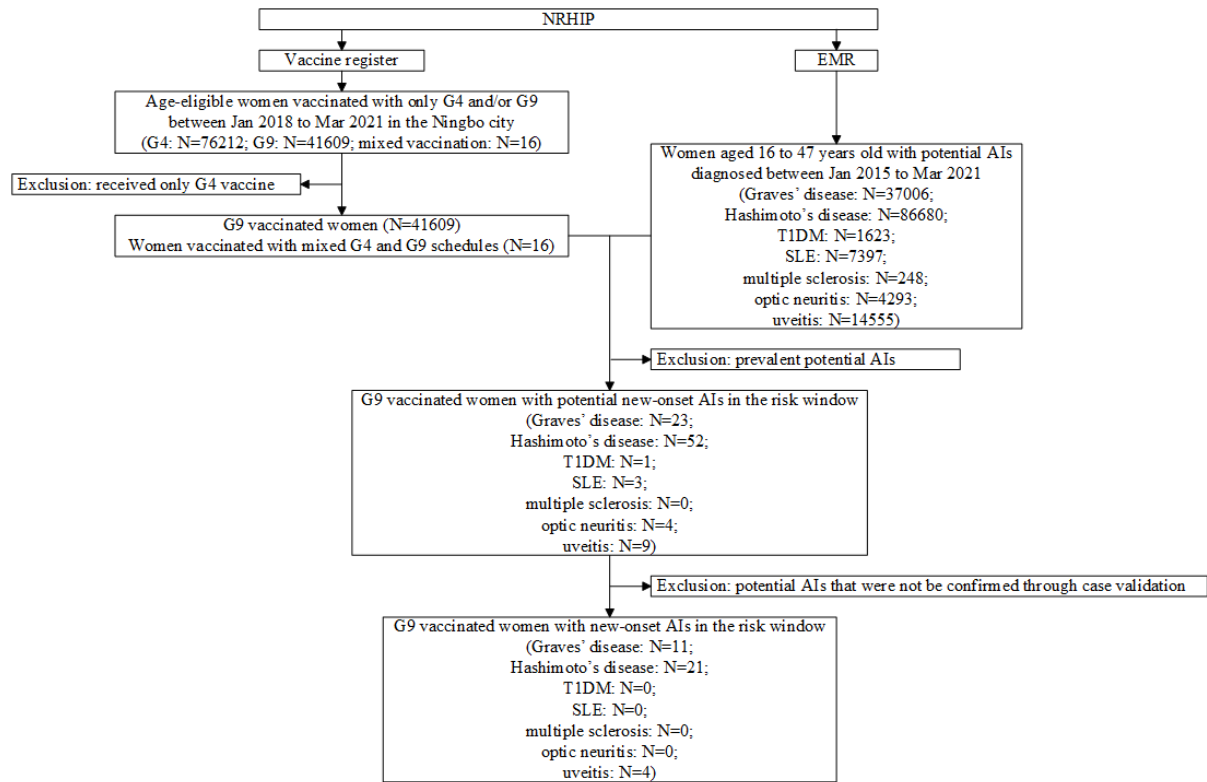 NRHIP
Vaccine register
EMR
Age-eligible women vaccinated with only G4 and/or G9
between Jan 2018 to Mar 2021 in the Ningbo city
(G4: N=76212; G9: N=41609; mixed vaccination: N=16)
Women aged 16 to 47 years old with potential AIs
diagnosed between Jan 2015 to Mar 2021
(Graves’ disease: N=37006;
Hashimoto’s disease: N=86680;
T1DM: N=1623;
SLE: N=7397;
multiple sclerosis: N=248;
optic neuritis: N=4293;
uveitis: N=14555)
Exclusion: received only G4 vaccine
G9 vaccinated women (N=41609)
Women vaccinated with mixed G4 and G9 schedules (N=16)
Exclusion: prevalent potential AIs
G9 vaccinated women with potential new-onset AIs in the risk window
(Graves’ disease: N=23;
Hashimoto’s disease: N=52;
T1DM: N=1;
SLE: N=3;
multiple sclerosis: N=0;
optic neuritis: N=4;
uveitis: N=9)
Exclusion: potential AIs that were not be confirmed through case validation
G9 vaccinated women with new-onset AIs in the risk window
(Graves’ disease: N=11;
Hashimoto’s disease: N=21;
T1DM: N=0;
SLE: N=0;
multiple sclerosis: N=0;
optic neuritis: N=0;
uveitis: N=4)